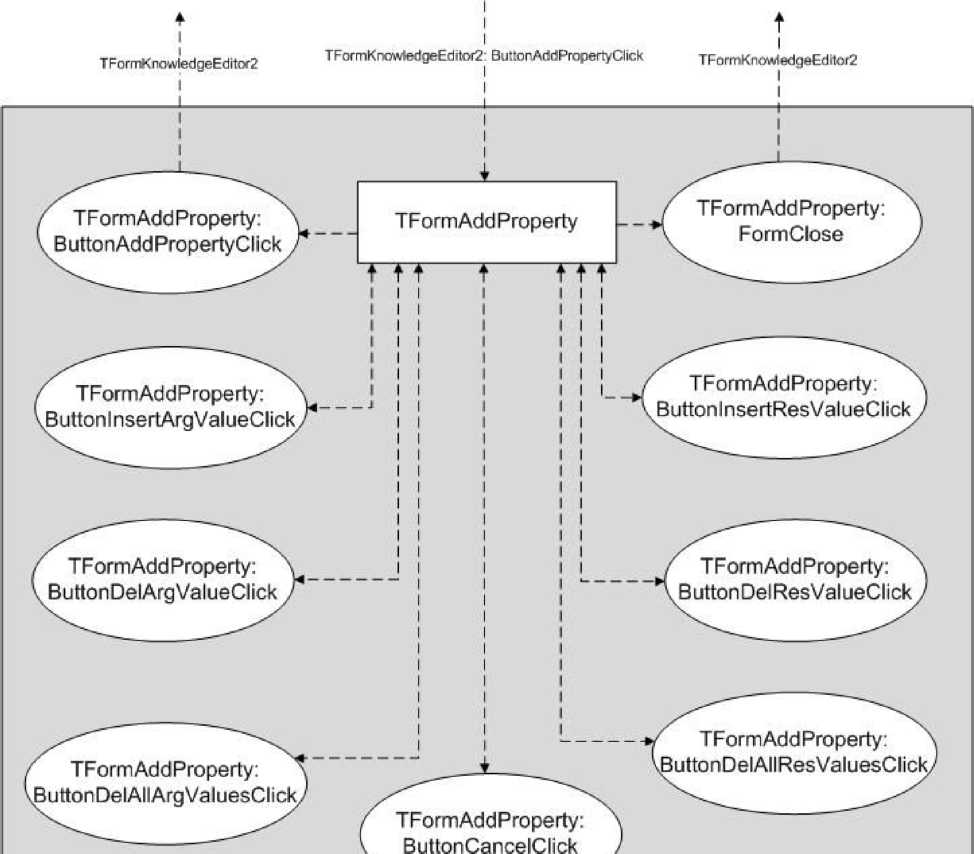 TFormKnowledgeEditor2
TFormKnowledgeEditor2: ButtonAddPropertyClick
TFormKnowledgeEditor2
TFormAddProperty:
ButtonAddPropertyClick
TFormAddProperty
TFormAddProperty:
FormClose
TFormAddProperty:
ButtonInsertArgValueClick
TFormAddProperty:
ButtonInsertResValueClick
TFormAddProperty:
ButtonDelArgValueClick
TFormAddProperty:
ButtonDelResValueClick
TFormAddProperty:
ButtonDelAllArgValuesClick
TFormAddProperty:
ButtonDelAllResValuesClick
TFormAddProperty:
ButtonCancelClick